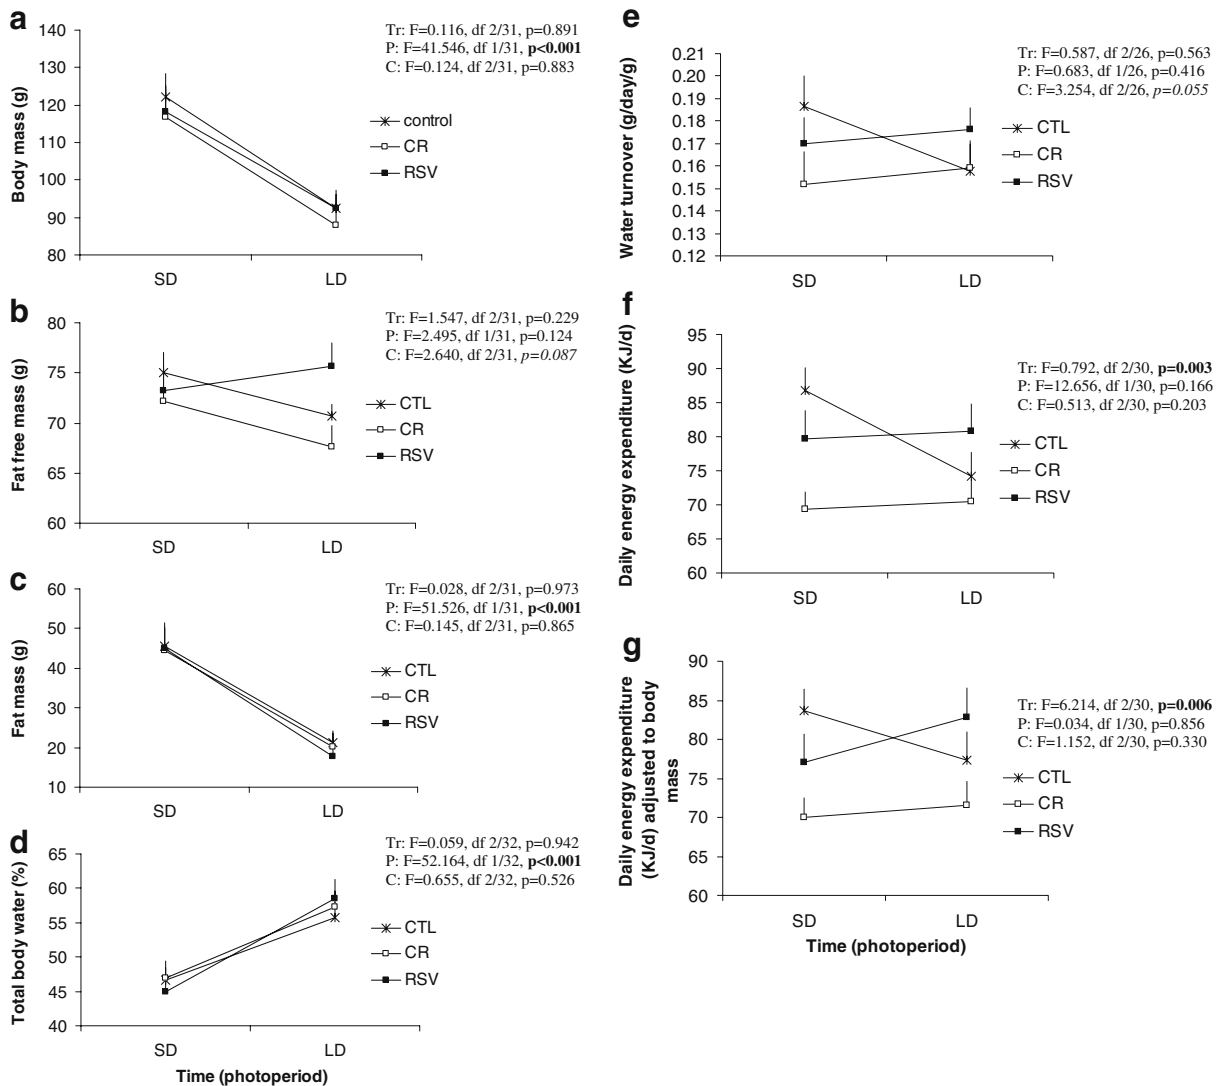 a
Body mass (g)
140
130
120
110
100
90
80
SD
LD
Tr: F=0.116, df 2/31, p=0.891
P: F=41.546, df 1/31, p<0.001
C: F=0.124, df 2/31, p=0.883
control
CR
RSV
b
Fat free mass (g)
80
75
70
65
60
SD
LD
Tr: F=1.547, df 2/31, p=0.229
P: F=2.495, df 1/31, p=0.124
C: F=2.640, df 2/31, p=0.087
CTL
CR
RSV
c
Fat mass (g)
60
50
40
30
20
10
SD
LD
Tr: F=0.028, df 2/31, p=0.973
P: F=51.526, df 1/31, p<0.001
C: F=0.145, df 2/31, p=0.865
CTL
CR
RSV
d
Total body water (%)
65
60
55
50
45
40
SD
LD
Time (photoperiod)
Tr: F=0.059, df 2/32, p=0.942
P: F=52.164, df 1/32, p<0.001
C: F=0.655, df 2/32, p=0.526
CTL
CR
RSV
e
Water turnover (g/day/g)
0.21
0.20
0.19
0.18
0.17
0.16
0.15
0.14
0.13
0.12
SD
LD
Tr: F=0.587, df 2/26, p=0.563
P: F=0.683, df 1/26, p=0.416
C: F=3.254, df 2/26, p=0.055
CTL
CR
RSV
f
Daily energy expenditure (KJ/d)
95
90
85
80
75
70
65
60
SD
LD
Tr: F=0.792, df 2/30, p=0.003
P: F=12.656, df 1/30, p=0.166
C: F=0.513, df 2/30, p=0.203
CTL
CR
RSV
g
Daily energy expenditure
(KJ/d) adjusted to body
mass
90
85
80
75
70
65
60
SD
LD
Time (photoperiod)
Tr: F=6.214, df 2/30, p=0.006
P: F=0.034, df 1/30, p=0.856
C: F=1.152, df 2/30, p=0.330
CTL
CR
RSV